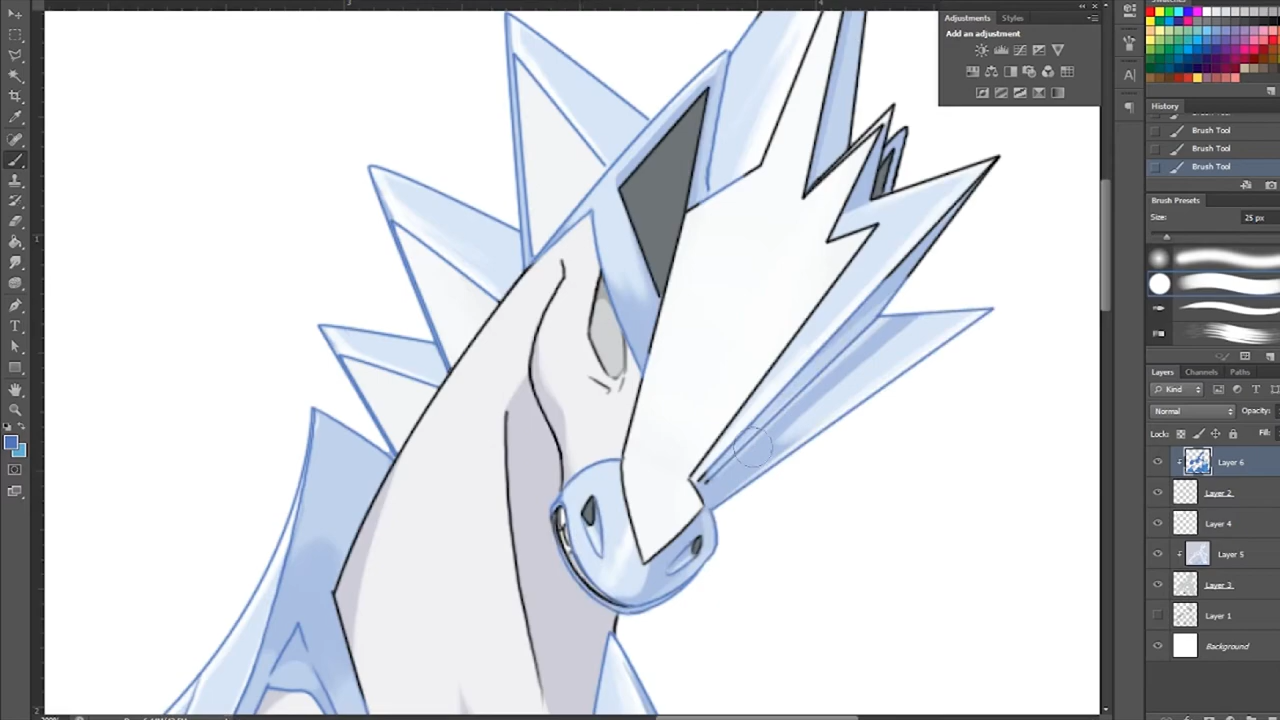 Adjustments Styles
Add an adjustment
History
Brush Tool
Brush Tool
Brush Tool
Brush Presets
Size: 25 px
Layers Channels Paths
Kind
Normal Opacity:
Lock: Fill:
Layer 6
Layer 2
Layer 4
Layer 5
Layer 3
Layer 1
Background